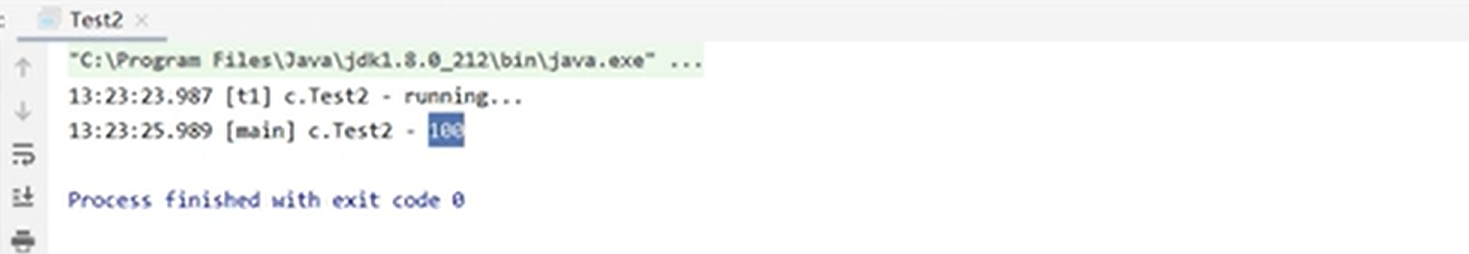 Test2
"C:\Program Files\Java\jdk1.8.0_212\bin\java.exe" ...
13:23:23.987 [t1] c.Test2 - running...
13:23:25.989 [main] c.Test2 - 100
Process finished with exit code 0